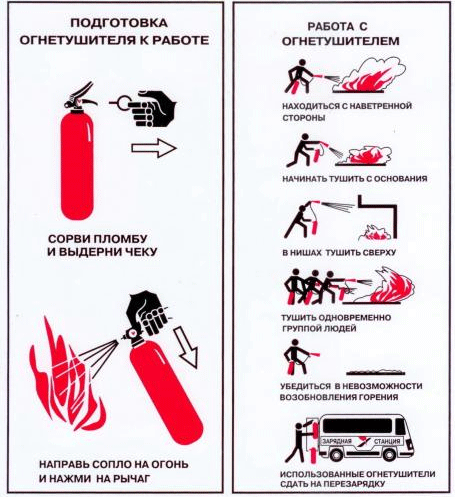 ПОДГОТОВКА
ОГНЕТУШИТЕЛЯ К РАБОТЕ
СОРВИ ПЛОМБУ
И ВЫДЕРНИ ЧЕКУ
НАПРАВЬ СОПЛО НА ОГОНЬ
И НАЖМИ НА РЫЧАГ
РАБОТА С
ОГНЕТУШИТЕЛЕМ
НАХОДИТЬСЯ С НАВЕТРЕННОЙ
СТОРОНЫ
НАЧИНАТЬ ТУШИТЬ С ОСНОВАНИЯ
В НИШАХ ТУШИТЬ СВЕРХУ
ТУШИТЬ ОДНОВРЕМЕННО
ГРУППОЙ ЛЮДЕЙ
УБЕДИТЬСЯ В НЕВОЗМОЖНОСТИ
ВОЗОБНОВЛЕНИЯ ГОРЕНИЯ
ЗАРЯДНАЯ СТАНЦИЯ
ИСПОЛЬЗОВАННЫЕ ОГНЕТУШИТЕЛИ
СДАТЬ НА ПЕРЕЗАРЯДКУ